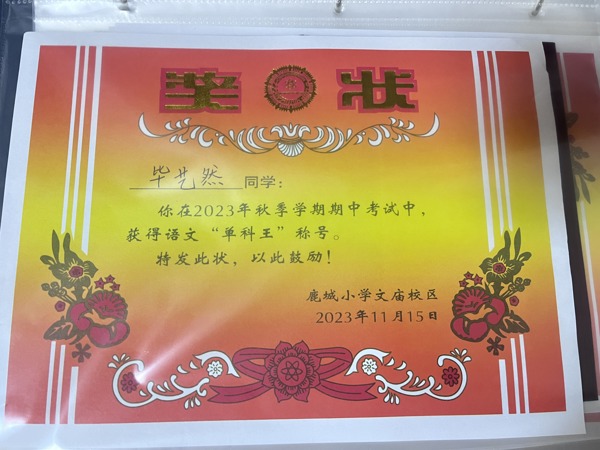 奖状
毕艺然同学:
你在2023年秋季学期期中考试中,
获得语文“单科王”称号。
特发此状,以此鼓励!
鹿城小学文庙校区
2023年11月15日